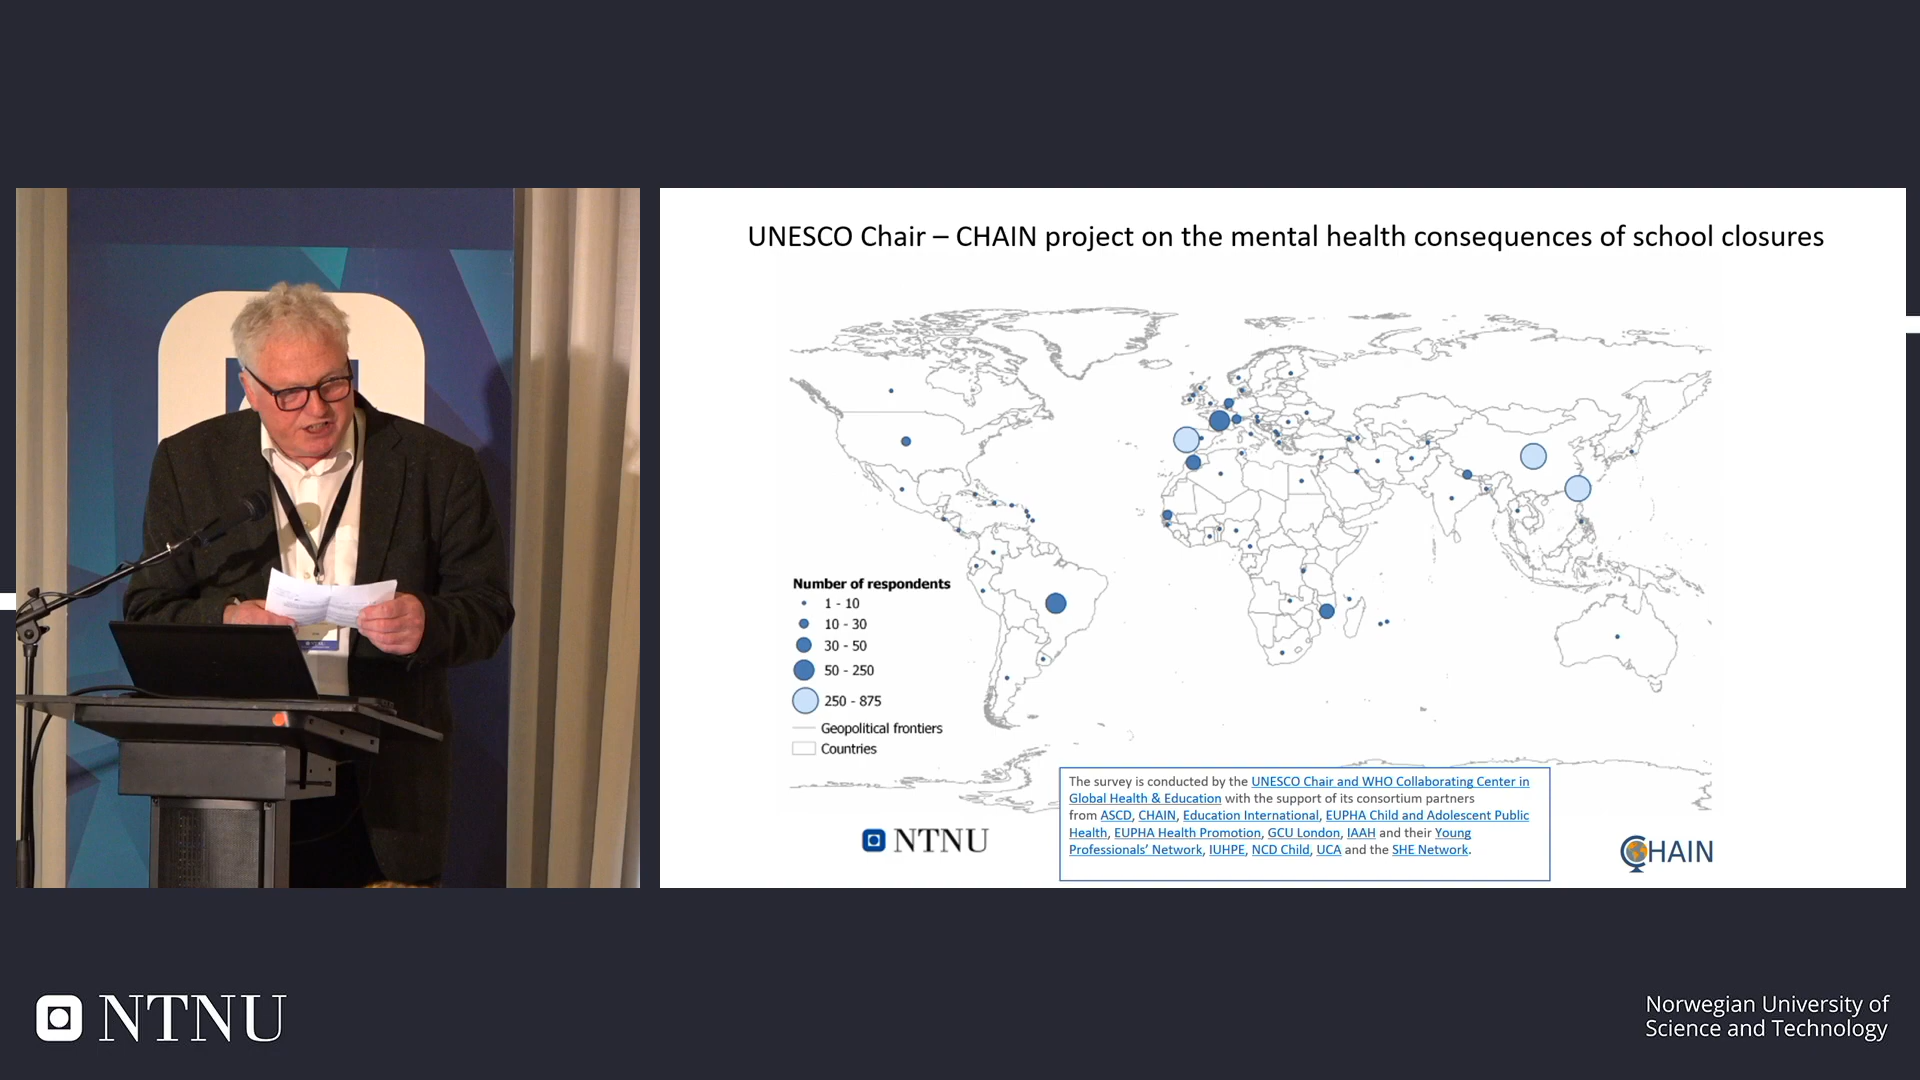 UNESCO Chair – CHAIN project on the mental health consequences of school closures
Number of respondents
1 - 10
10 - 30
30 - 50
50 - 250
250 - 875
Geopolitical frontiers
Countries
The survey is conducted by the UNESCO Chair and WHO Collaborating Center in
Global Health & Education with the support of its consortium partners
from ASCD, CHAIN, Education International, EUPHA Child and Adolescent Public
Health, EUPHA Health Promotion, GCU London, IAAH and their Young
Professionals’ Network, IUHPE, NCD Child, UCA and the SHE Network.
NTNU
CHAIN
NTNU
Norwegian University of
Science and Technology